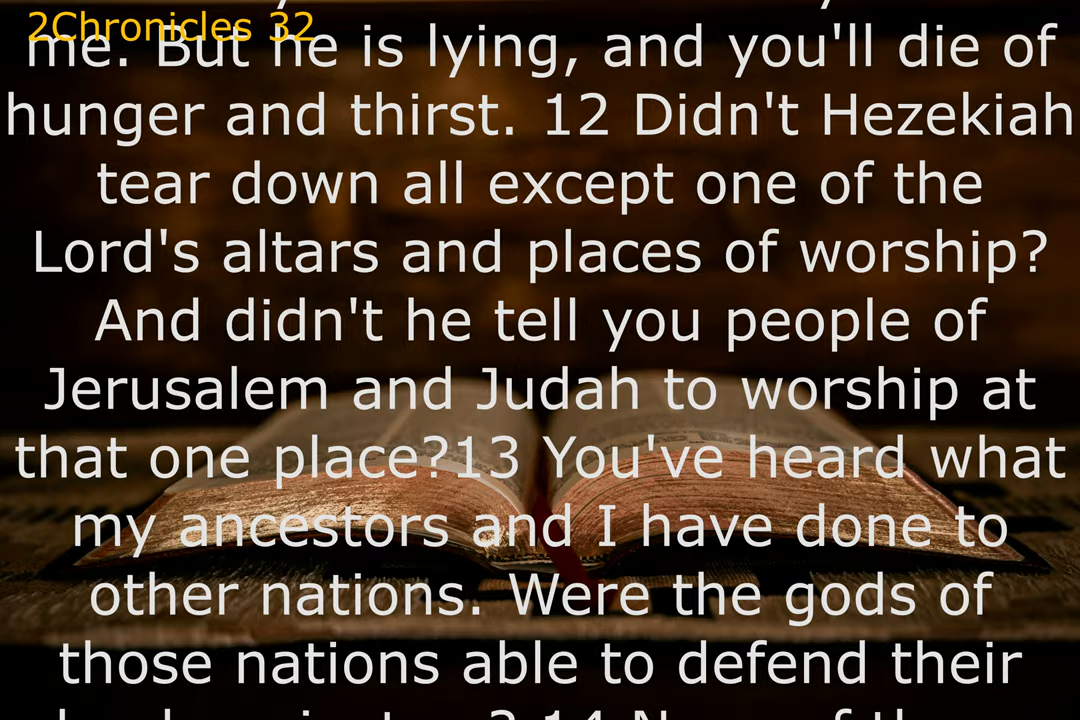 2Chronicles 32
me. But he is lying, and you'll die of
hunger and thirst. 12 Didn't Hezekiah
tear down all except one of the
Lord's altars and places of worship?
And didn't he tell you people of
Jerusalem and Judah to worship at
that one place?13 You've heard what
my ancestors and I have done to
other nations. Were the gods of
those nations able to defend their